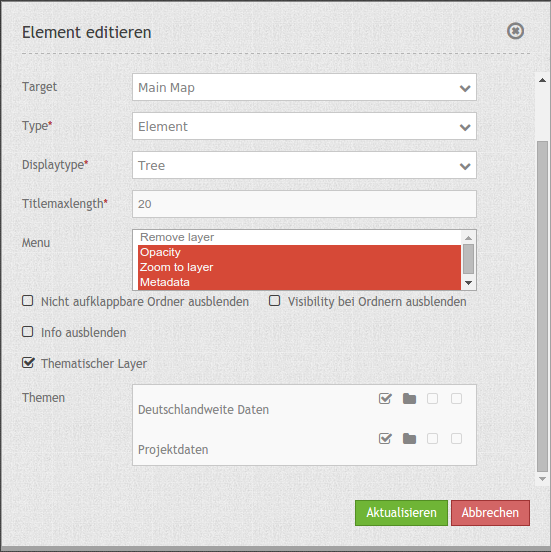 Element editieren
Target Main Map
Type* Element
Displaytype* Tree
Titlemaxlength* 20
Menu Remove layer
Opacity
Zoom to layer
Metadata
Nicht aufklappbare Ordner ausblenden Visibility bei Ordnern ausblenden
Info ausblenden
Thematischer Layer
Themen
Deutschlandweite Daten
Projektdaten
Aktualisieren Abbrechen